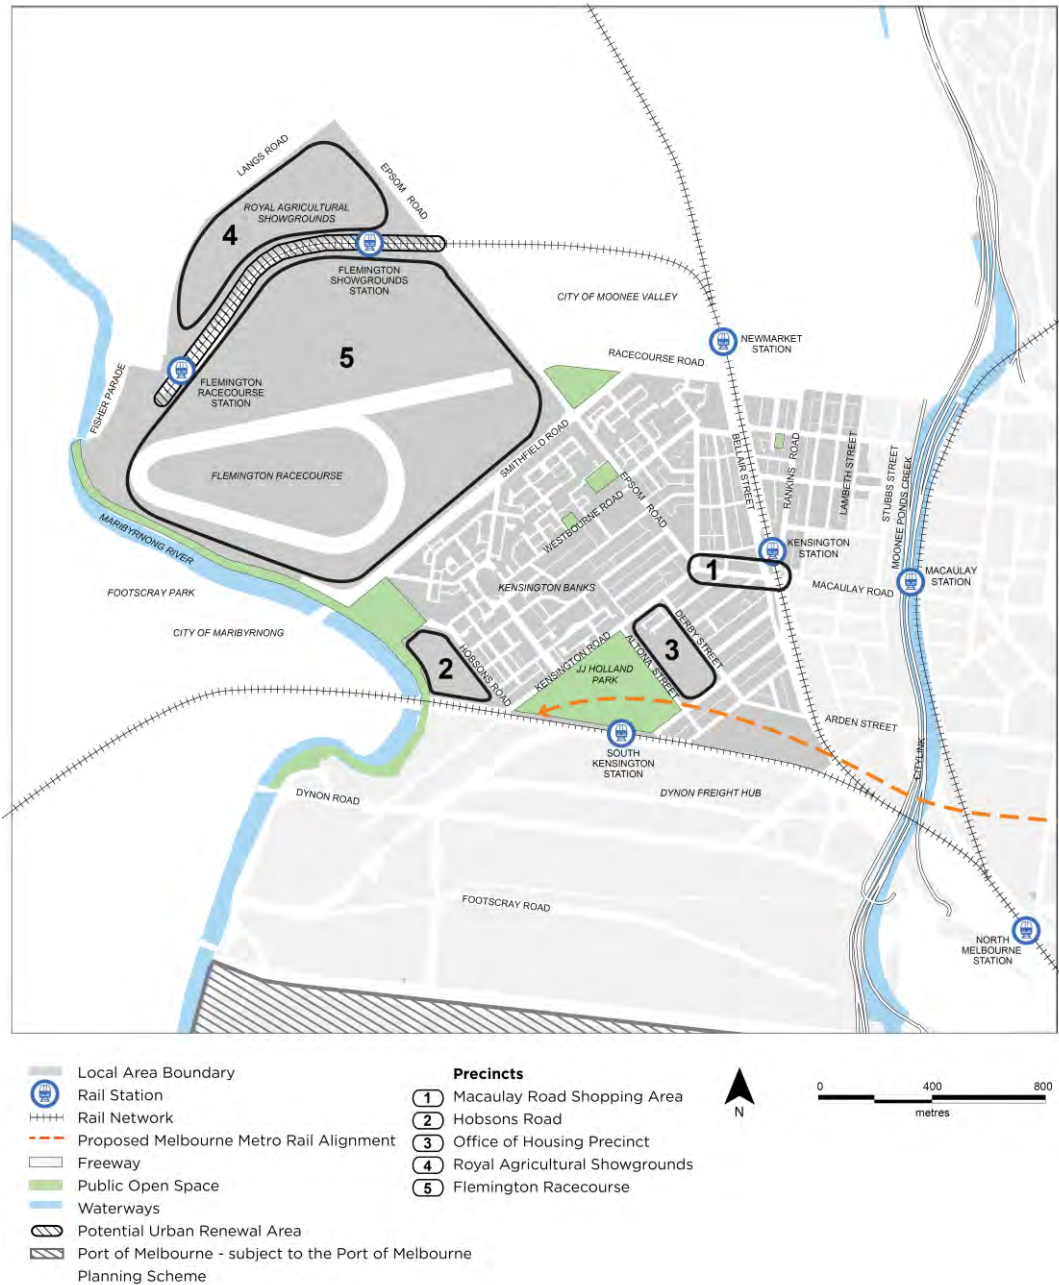 LANGS ROAD
EPSOM ROAD
ROYAL AGRICULTURAL
SHOWGROUNDS
4
FLEMINGTON
SHOWGROUNDS
STATION
CITY OF MOONEE VALLEY
NEWMARKET
STATION
RACECOURSE ROAD
5
FLEMINGTON
RACECOURSE
STATION
FISHER PARADE
SMITHFIELD ROAD
BELLAIR STREET
RANKINS ROAD
LAMBETH STREET
STUBBS STREET
MOONEE PONDS CREEK
FLEMINGTON RACECOURSE
EPSOM ROAD
WESTBOURNE ROAD
MARIBYRNONG RIVER
KENSINGTON
STATION
1
MACAULAY ROAD
MACAULAY
STATION
FOOTSCRAY PARK
KENSINGTON BANKS
CITY OF MARIBYRNONG
HOBSONS ROAD
2
KENSINGTON ROAD
ALTONA STREET
DERBY STREET
3
JJ HOLLAND
PARK
ARDEN STREET
SOUTH
KENSINGTON
STATION
CITYLINK
DYNON ROAD
DYNON FREIGHT HUB
FOOTSCRAY ROAD
NORTH
MELBOURNE
STATION
Local Area Boundary
Rail Station
Rail Network
Proposed Melbourne Metro Rail Alignment
Freeway
Public Open Space
Waterways
Potential Urban Renewal Area
Port of Melbourne - subject to the Port of Melbourne
Planning Scheme
Precincts
1 Macaulay Road Shopping Area
2 Hobsons Road
3 Office of Housing Precinct
4 Royal Agricultural Showgrounds
5 Flemington Racecourse
N
0 400 800
metres